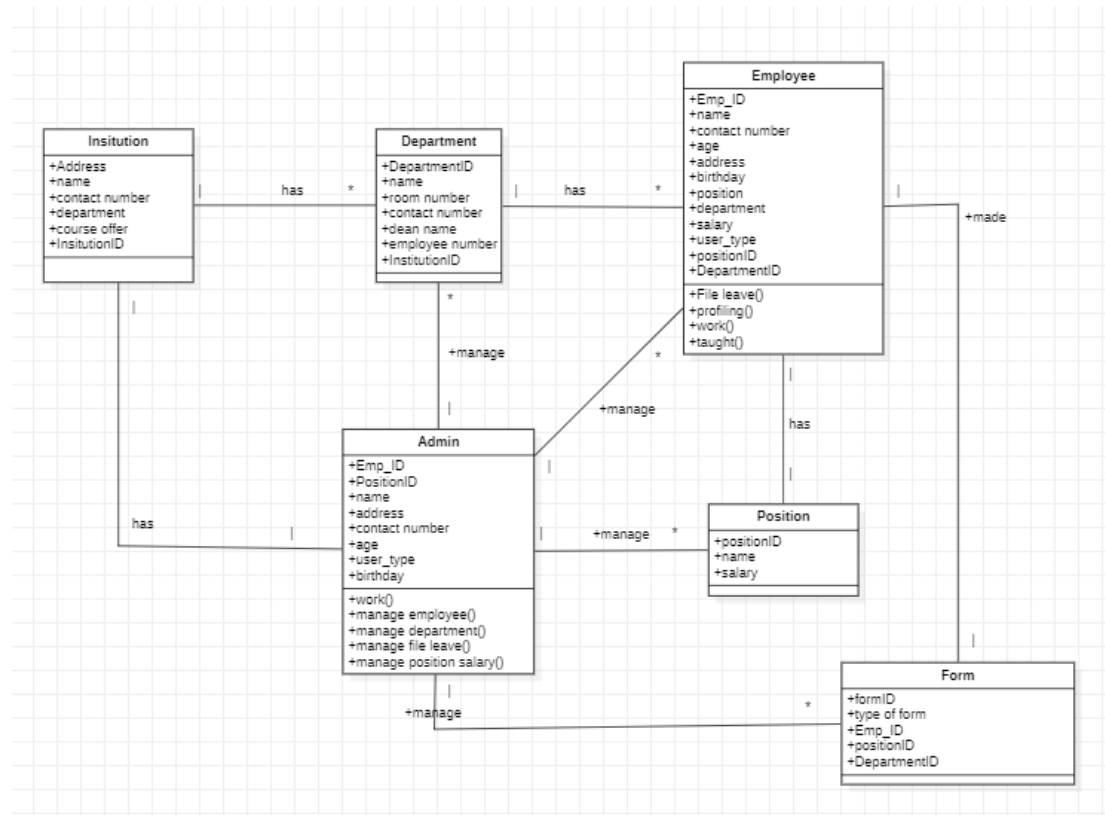 Insitution
+Address
+name
+contact number
+department
+course offer
+InsitutionID
|
has
*
Department
+DepartmentID
+name
+room number
+contact number
+dean name
+employee number
+InstitutionID
|
has
*
Employee
+Emp_ID
+name
+contact number
+age
+address
+birthday
+position
+department
+salary
+user_type
+positionID
+DepartmentID
+File leave()
+profiling()
+work()
+taught()
|
+made
|
|
has
|
*
+manage
|
*
+manage
|
|
has
|
Admin
+Emp_ID
+PositionID
+name
+address
+contact number
+age
+user_type
+birthday
+work()
+manage employee()
+manage department()
+manage file leave()
+manage position salary()
|
+manage
*
Position
+positionID
+name
+salary
|
+manage
*
Form
+formID
+type of form
+Emp_ID
+positionID
+DepartmentID